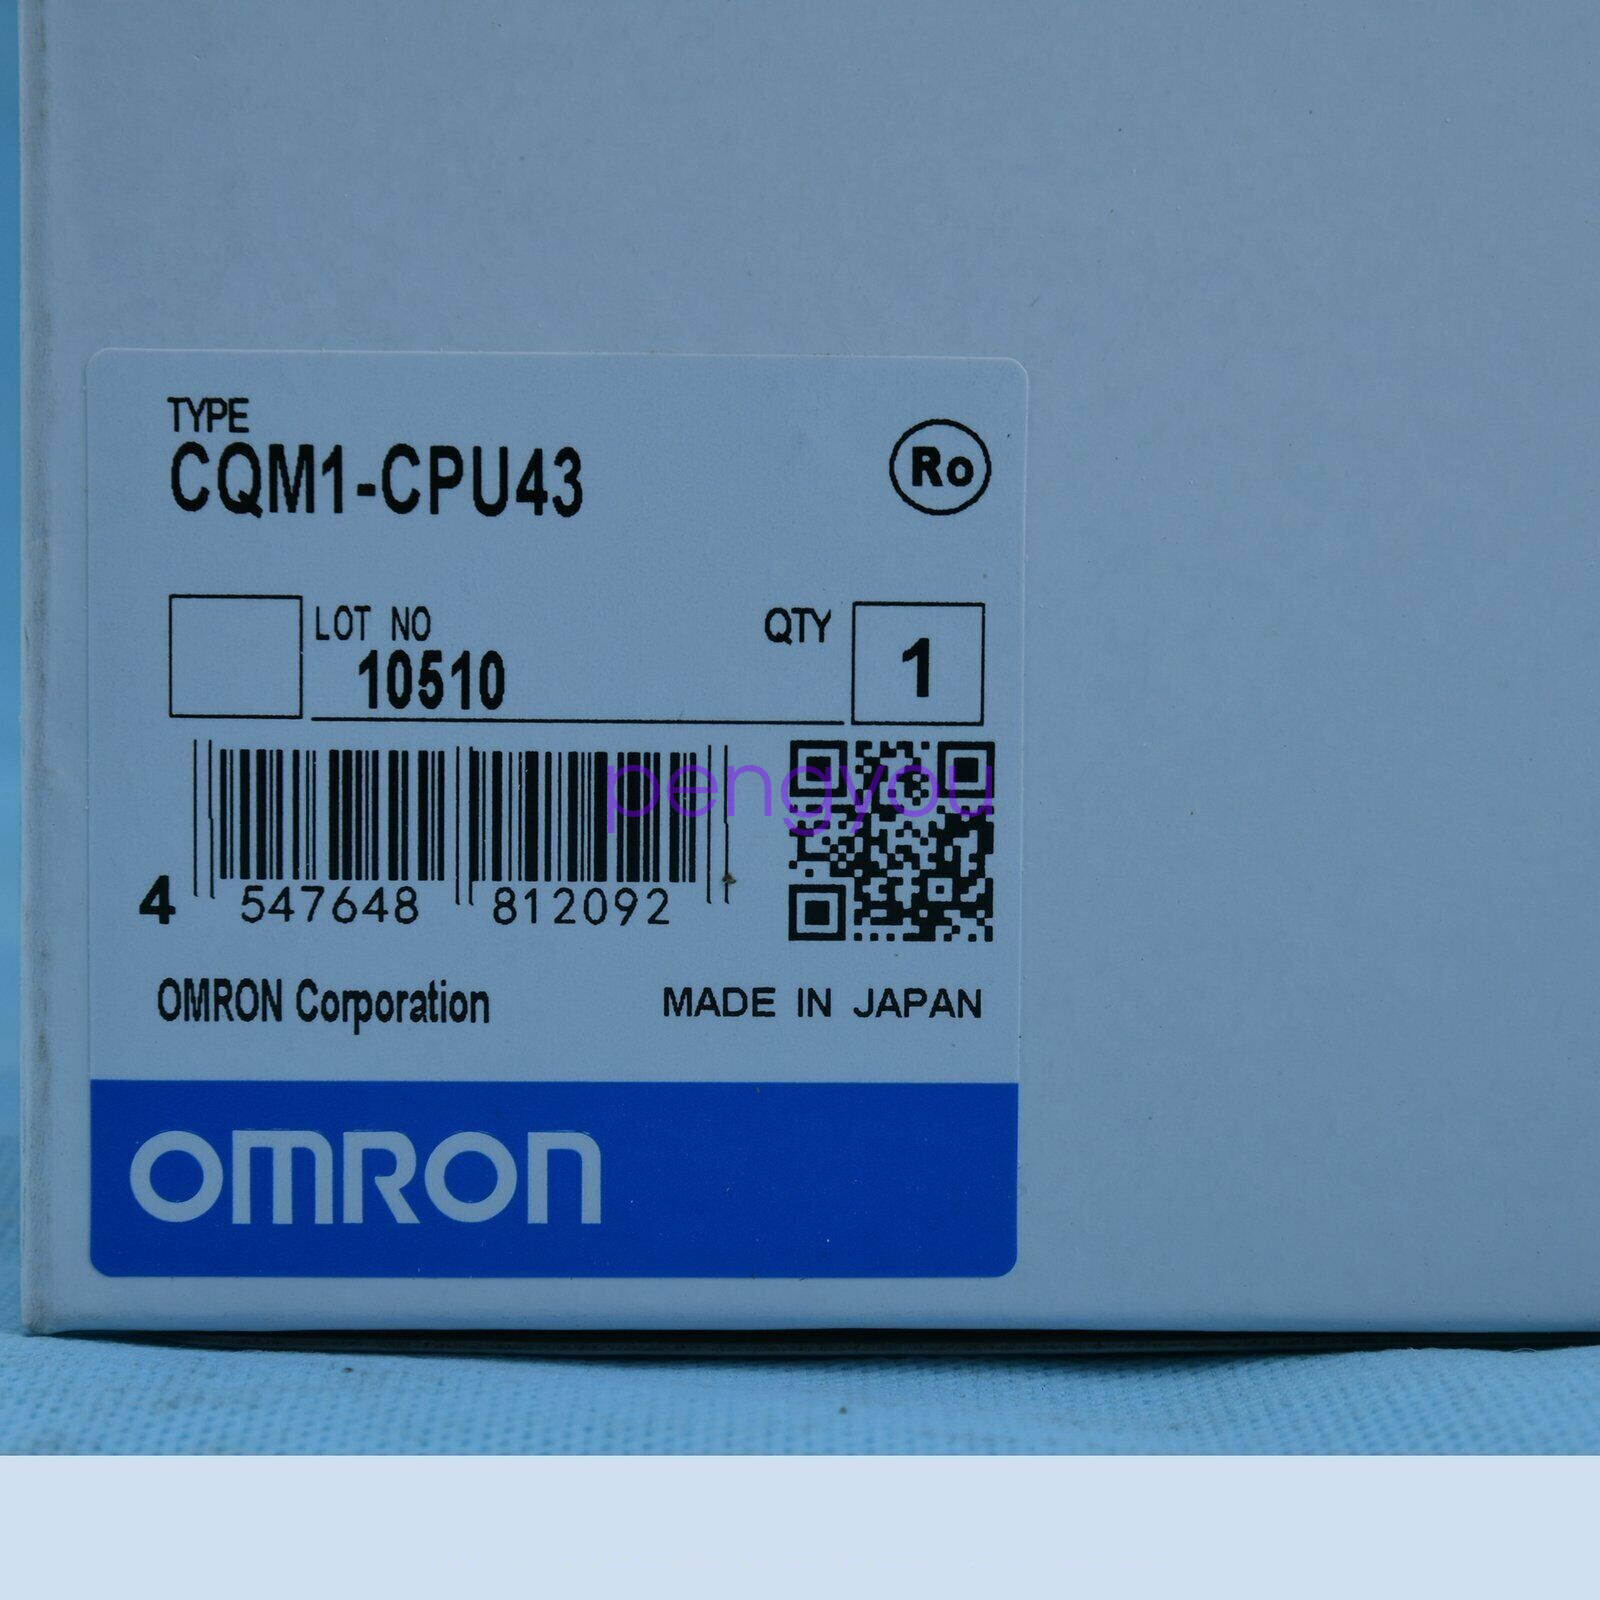 TYPE
CQM1-CPU43
Ro
LOT NO
10510
QTY
1
pengyou
4 547648 812092
OMRON Corporation
MADE IN JAPAN
OMRON